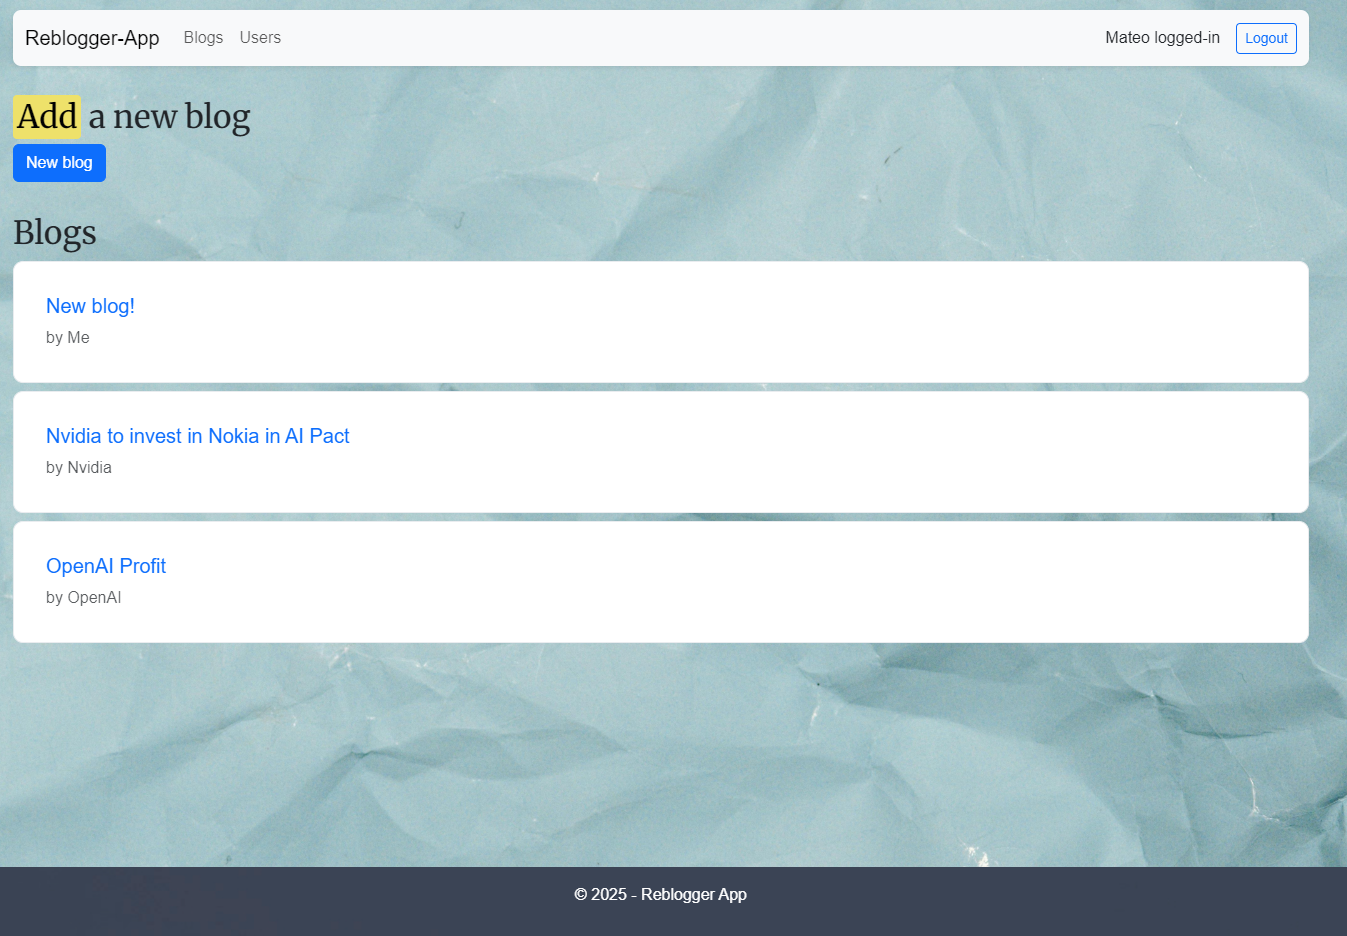 Reblogger-App Blogs Users Mateo logged-in Logout
Add a new blog
New blog
Blogs
New blog!
by Me
Nvidia to invest in Nokia in AI Pact
by Nvidia
OpenAI Profit
by OpenAI
© 2025 - Reblogger App